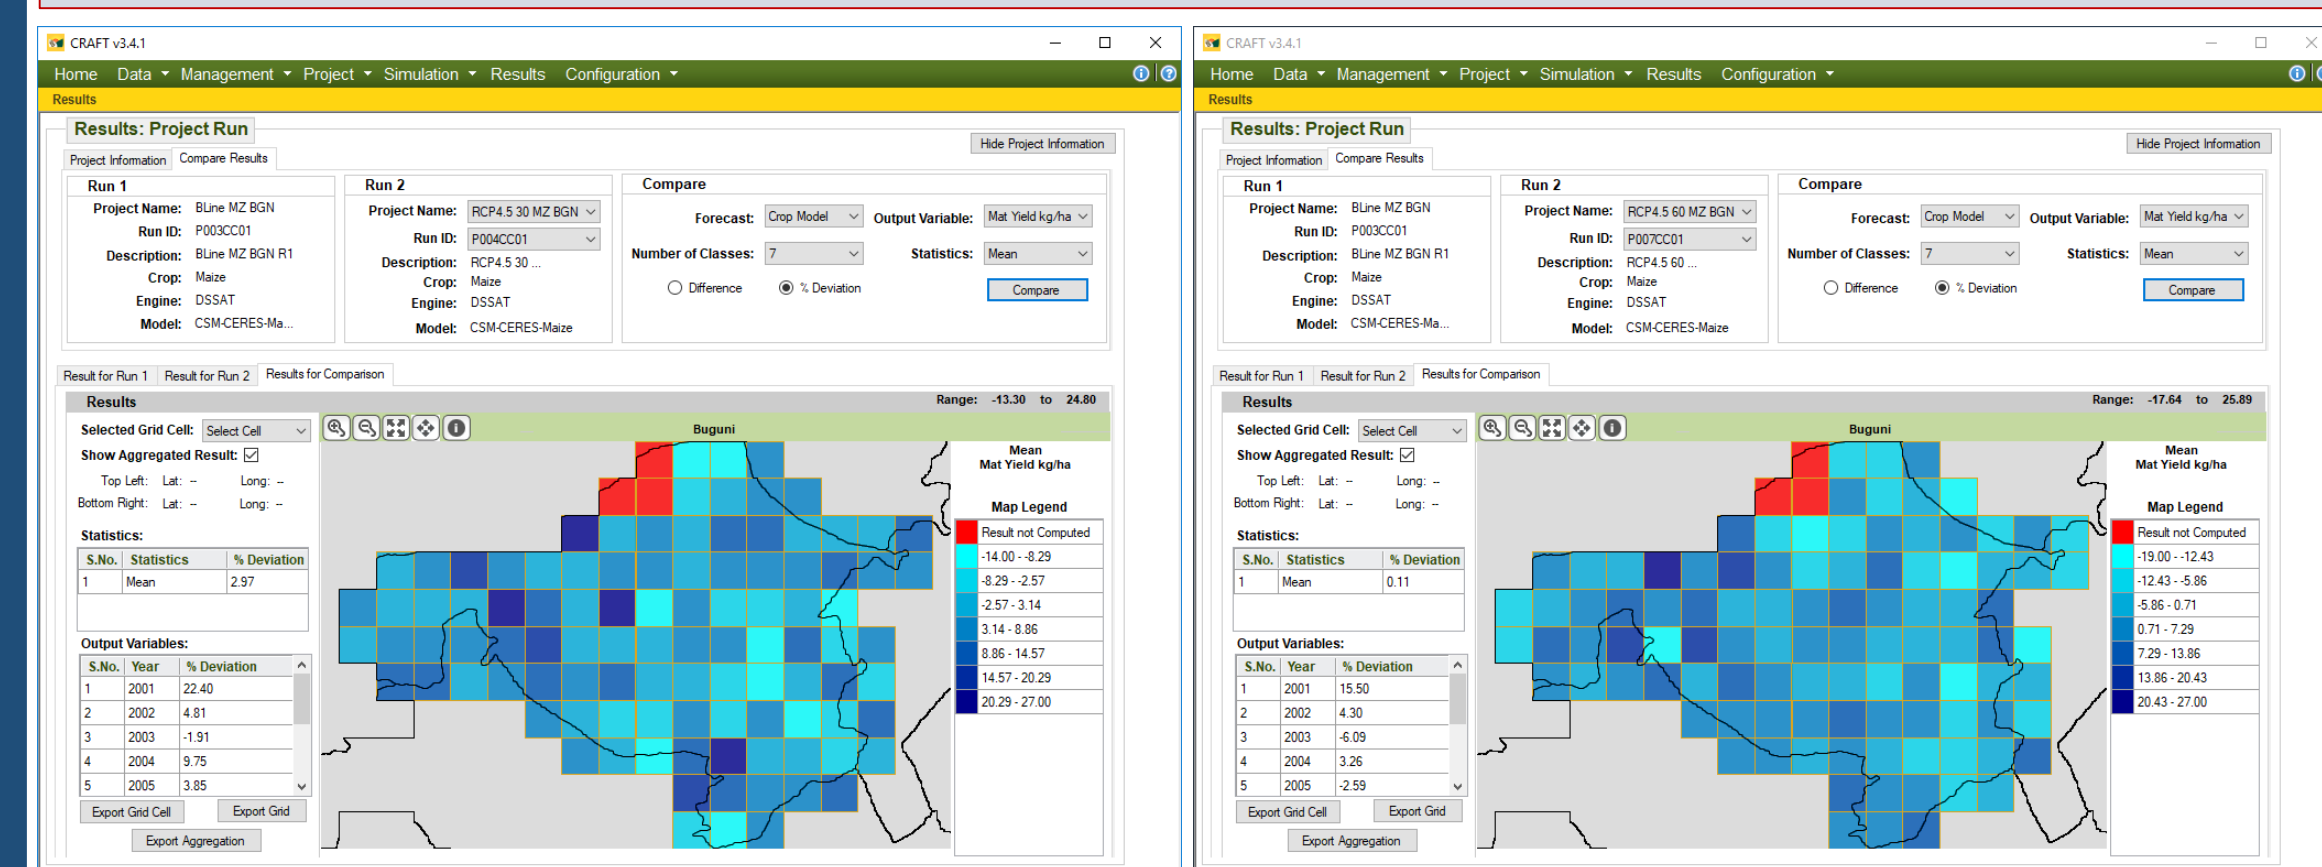 CRAFT v3.4.1
Home Data Management Project Simulation Results Configuration
Results
Results: Project Run
Hide Project Information
Project Information Compare Results
Run 1
Project Name: BLine MZ BGN
Run ID: P003CC01
Description: BLine MZ BGN R1
Crop: Maize
Engine: DSSAT
Model: CSM-CERES-Ma...
Run 2
Project Name: RCP4.5 30 MZ BGN
Run ID: P004CC01
Description: RCP4.5 30 ...
Crop: Maize
Engine: DSSAT
Model: CSM-CERES-Maize
Compare
Forecast: Crop Model Output Variable: Mat Yield kg/ha
Number of Classes: 7 Statistics: Mean
Difference % Deviation Compare
Result for Run 1 Result for Run 2 Results for Comparison
Results Range: -13.30 to 24.80
Selected Grid Cell: Select Cell
Buguni
Show Aggregated Result:
Top Left: Lat: -- Long: --
Bottom Right: Lat: -- Long: --
Statistics:
S.No. Statistics % Deviation
1 Mean 2.97
Output Variables:
S.No. Year % Deviation
1 2001 22.40
2 2002 4.81
3 2003 -1.91
4 2004 9.75
5 2005 3.85
Export Grid Cell Export Grid
Export Aggregation
Mean
Mat Yield kg/ha
Map Legend
Result not Computed
-14.00 - -8.29
-8.29 - -2.57
-2.57 - 3.14
3.14 - 8.86
8.86 - 14.57
14.57 - 20.29
20.29 - 27.00
CRAFT v3.4.1
Home Data Management Project Simulation Results Configuration
Results
Results: Project Run
Hide Project Information
Project Information Compare Results
Run 1
Project Name: BLine MZ BGN
Run ID: P003CC01
Description: BLine MZ BGN R1
Crop: Maize
Engine: DSSAT
Model: CSM-CERES-Ma...
Run 2
Project Name: RCP4.5 60 MZ BGN
Run ID: P007CC01
Description: RCP4.5 60 ...
Crop: Maize
Engine: DSSAT
Model: CSM-CERES-Maize
Compare
Forecast: Crop Model Output Variable: Mat Yield kg/ha
Number of Classes: 7 Statistics: Mean
Difference % Deviation Compare
Result for Run 1 Result for Run 2 Results for Comparison
Results Range: -17.64 to 25.89
Selected Grid Cell: Select Cell
Buguni
Show Aggregated Result:
Top Left: Lat: -- Long: --
Bottom Right: Lat: -- Long: --
Statistics:
S.No. Statistics % Deviation
1 Mean 0.11
Output Variables:
S.No. Year % Deviation
1 2001 15.50
2 2002 4.30
3 2003 -6.09
4 2004 3.26
5 2005 -2.59
Export Grid Cell Export Grid
Export Aggregation
Mean
Mat Yield kg/ha
Map Legend
Result not Computed
-19.00 - -12.43
-12.43 - -5.86
-5.86 - 0.71
0.71 - 7.29
7.29 - 13.86
13.86 - 20.43
20.43 - 27.00